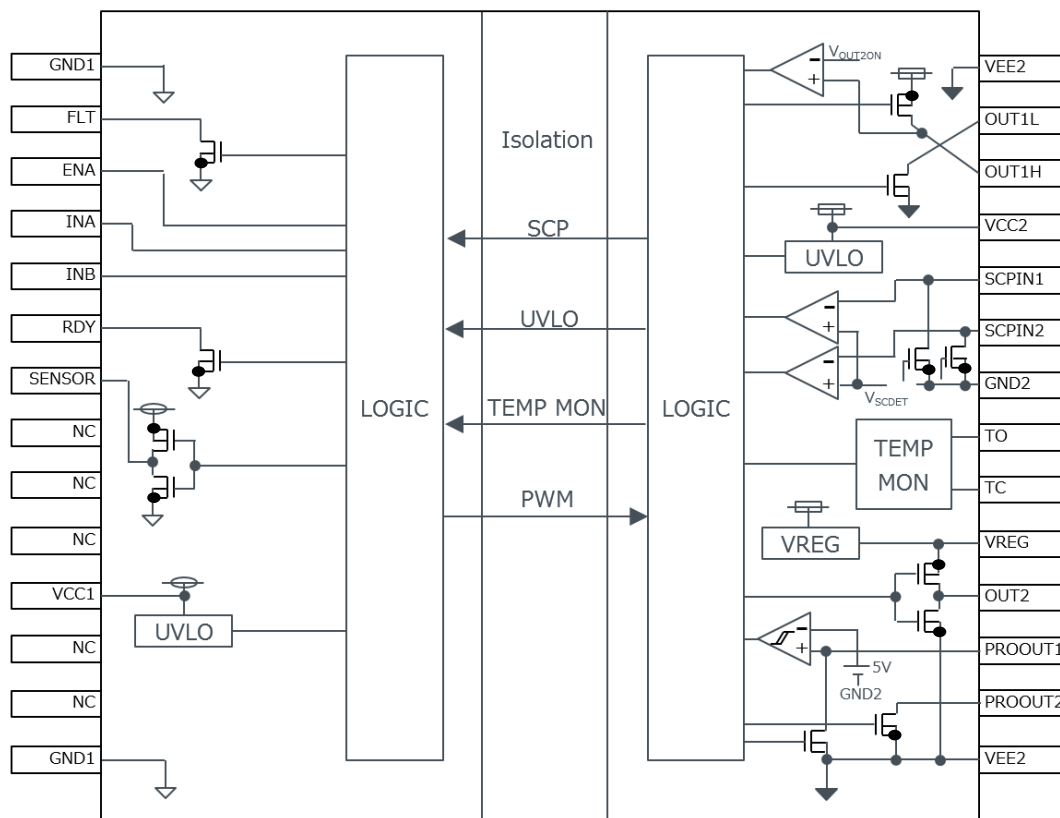 GND1
FLT
ENA
INA
INB
RDY
SENSOR
NC
NC
NC
VCC1
NC
NC
GND1
UVLO
LOGIC
Isolation
SCP
UVLO
TEMP MON
PWM
LOGIC
VOUT2ON
-
+
UVLO
-
+
-
+
VSCDET
TEMP
MON
VREG
-
+
5V
GND2
VEE2
OUT1L
OUT1H
VCC2
SCPIN1
SCPIN2
GND2
TO
TC
VREG
OUT2
PROOUT1
PROOUT2
VEE2